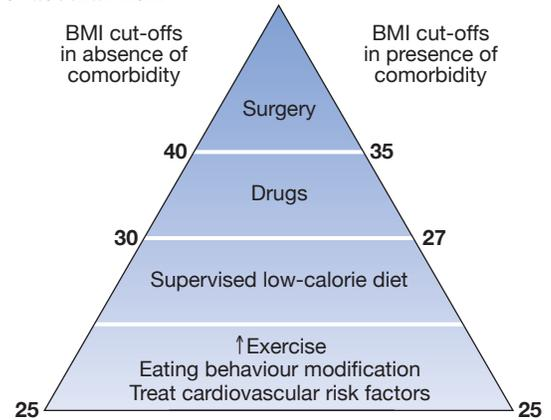 BMI cut-offs
in absence of
comorbidity
BMI cut-offs
in presence of
comorbidity
Surgery
40
35
Drugs
30
27
Supervised low-calorie diet
↑Exercise
Eating behaviour modification
Treat cardiovascular risk factors
25
25